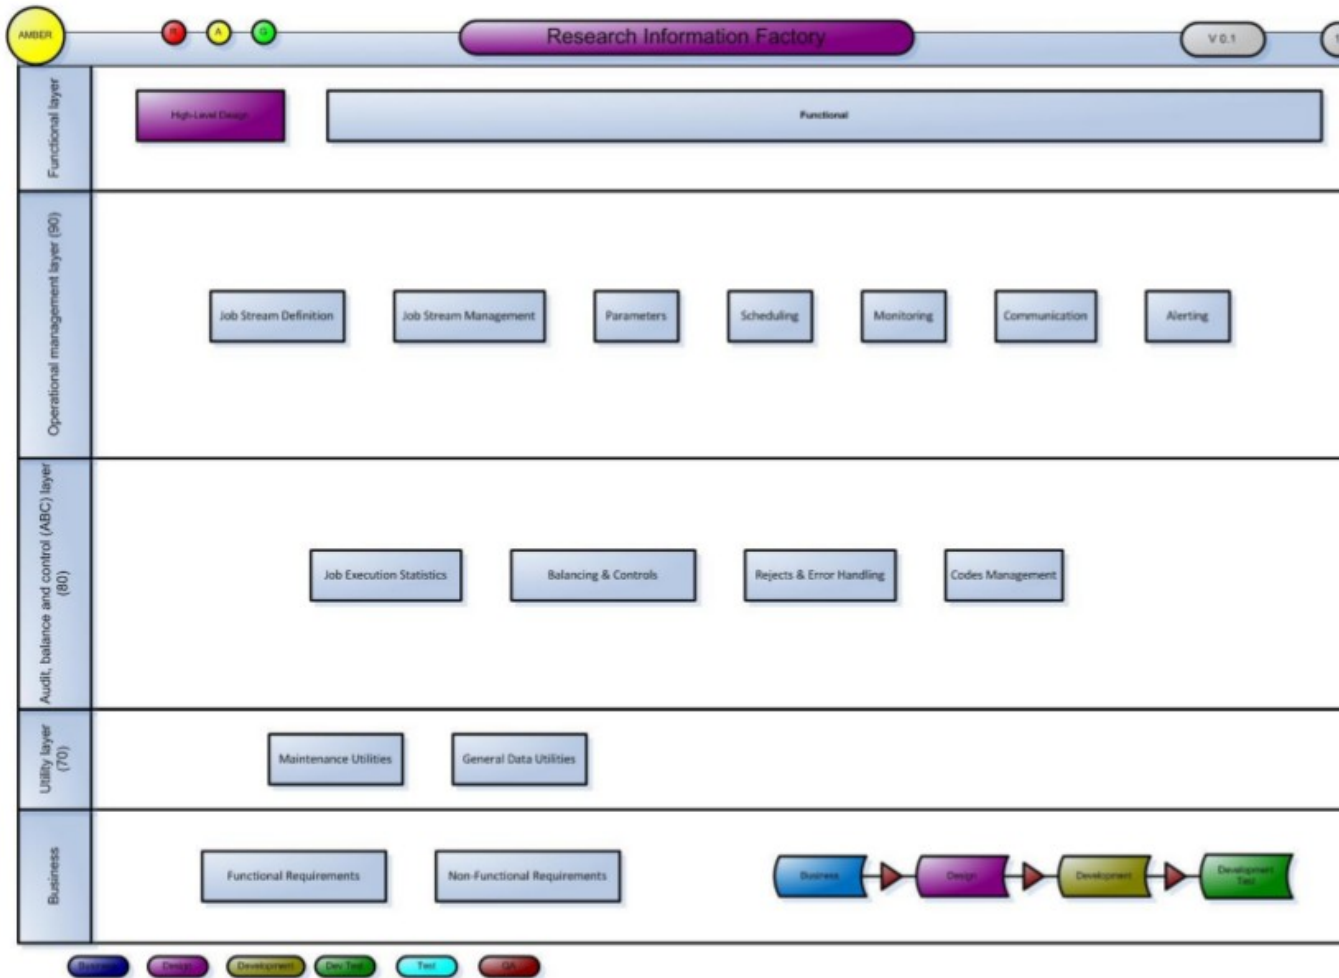 AMBER
R
A
G
Research Information Factory
V 0.1
Functional layer
High-Level Design
Functional
Operational management layer (90)
Job Stream Definition
Job Stream Management
Parameters
Scheduling
Monitoring
Communication
Alerting
Audit, balance and control (ABC) layer
(80)
Job Execution Statistics
Balancing & Controls
Rejects & Error Handling
Codes Management
Utility layer
(70)
Maintenance Utilities
General Data Utilities
Business
Functional Requirements
Non-Functional Requirements
Business
Design
Development
Development
Test
Business
Design
Development
Dev Test
Test
QA